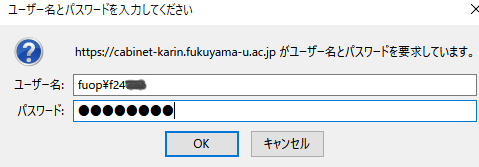 ユーザー名とパスワードを入力してください
https://cabinet-karin.fukuyama-u.ac.jp がユーザー名とパスワードを要求しています。
ユーザー名: fuop¥f24
パスワード: ●●●●●●●●
OK キャンセル